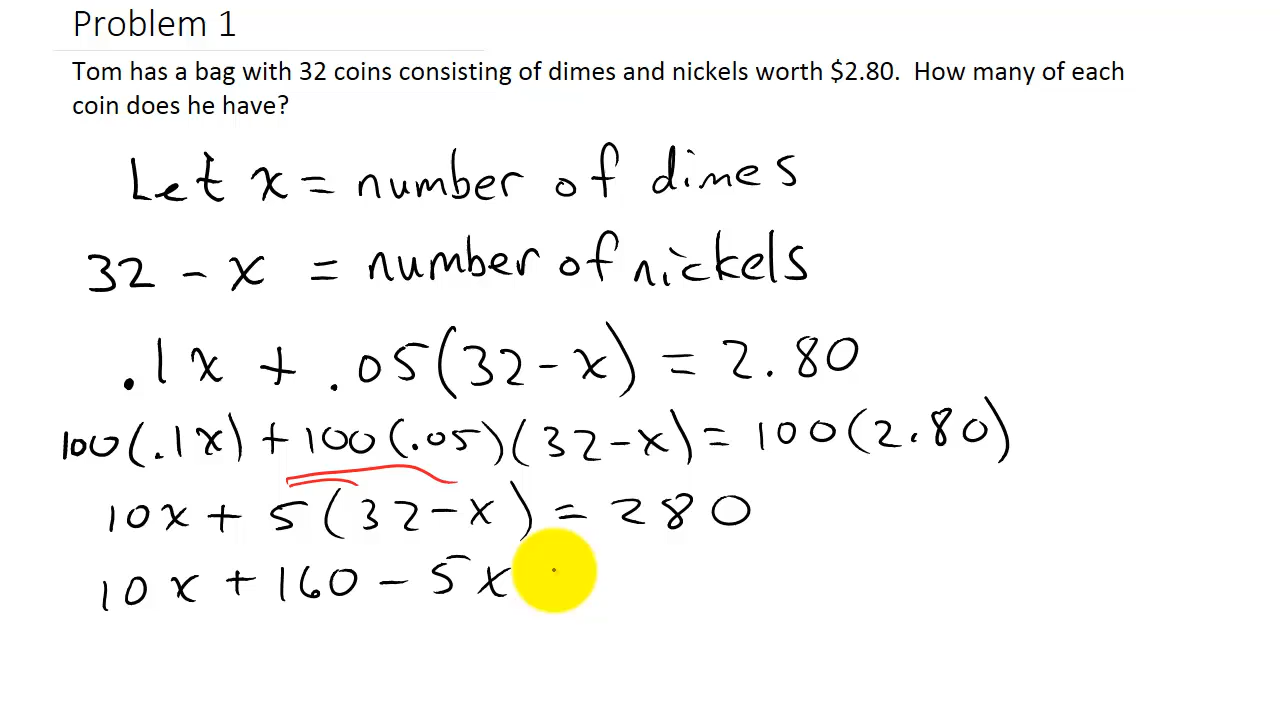 Problem 1
Tom has a bag with 32 coins consisting of dimes and nickels worth $2.80.  How many of each
coin does he have?
Let x = number of dimes
32 - x = number of nickels
.1x + .05(32-x) = 2.80
100(.1x) + 100(.05)(32-x) = 100(2.80)
10x + 5(32-x) = 280
10x + 160 - 5x